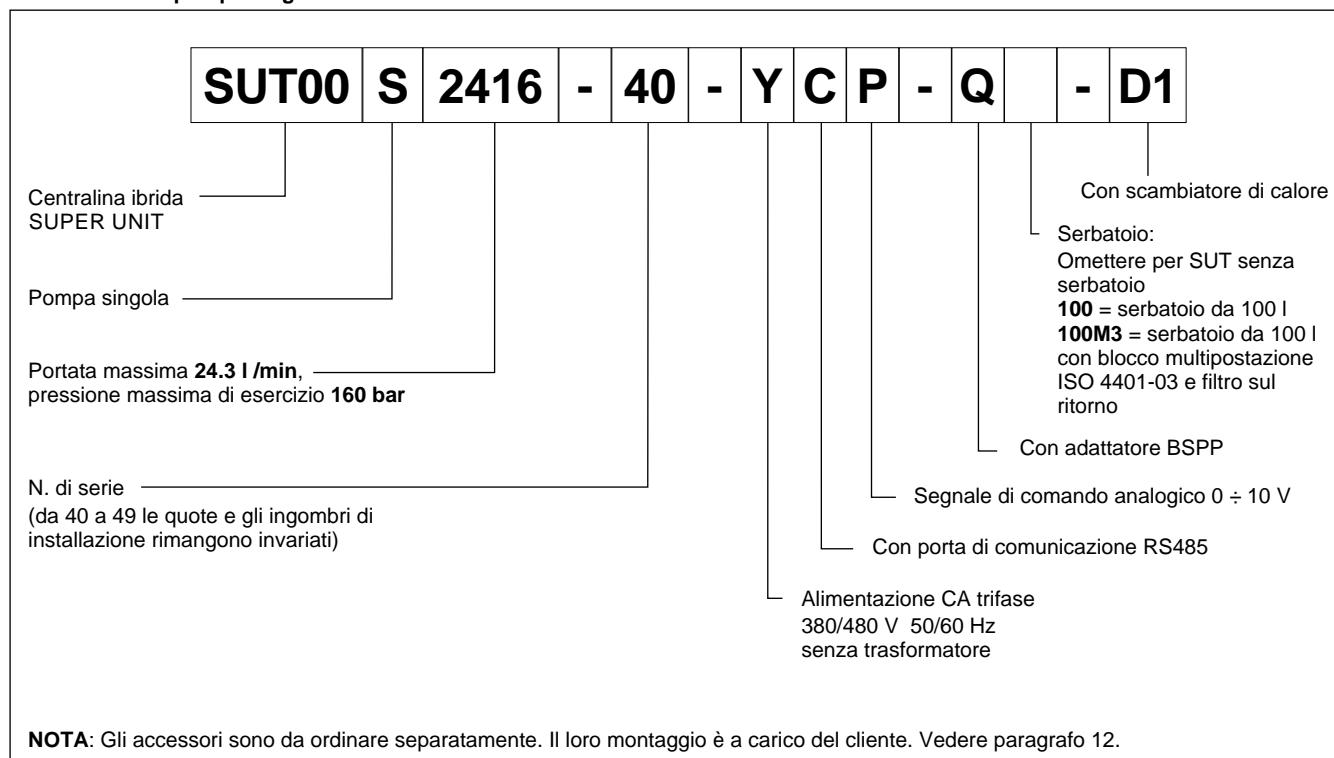 SUT00 S 2416 - 40 - Y C P - Q - D1
Centralina ibrida
SUPER UNIT
Pompa singola
Portata massima 24.3 l /min,
pressione massima di esercizio 160 bar
N. di serie
(da 40 a 49 le quote e gli ingombri di
installazione rimangono invariati)
Con scambiatore di calore
Serbatoio:
Omettere per SUT senza
serbatoio
100 = serbatoio da 100 l
100M3 = serbatoio da 100 l
con blocco multipostazione
ISO 4401-03 e filtro sul
ritorno
Con adattatore BSPP
Segnale di comando analogico 0 ÷ 10 V
Con porta di comunicazione RS485
Alimentazione CA trifase
380/480 V 50/60 Hz
senza trasformatore
NOTA: Gli accessori sono da ordinare separatamente. Il loro montaggio è a carico del cliente. Vedere paragrafo 12.